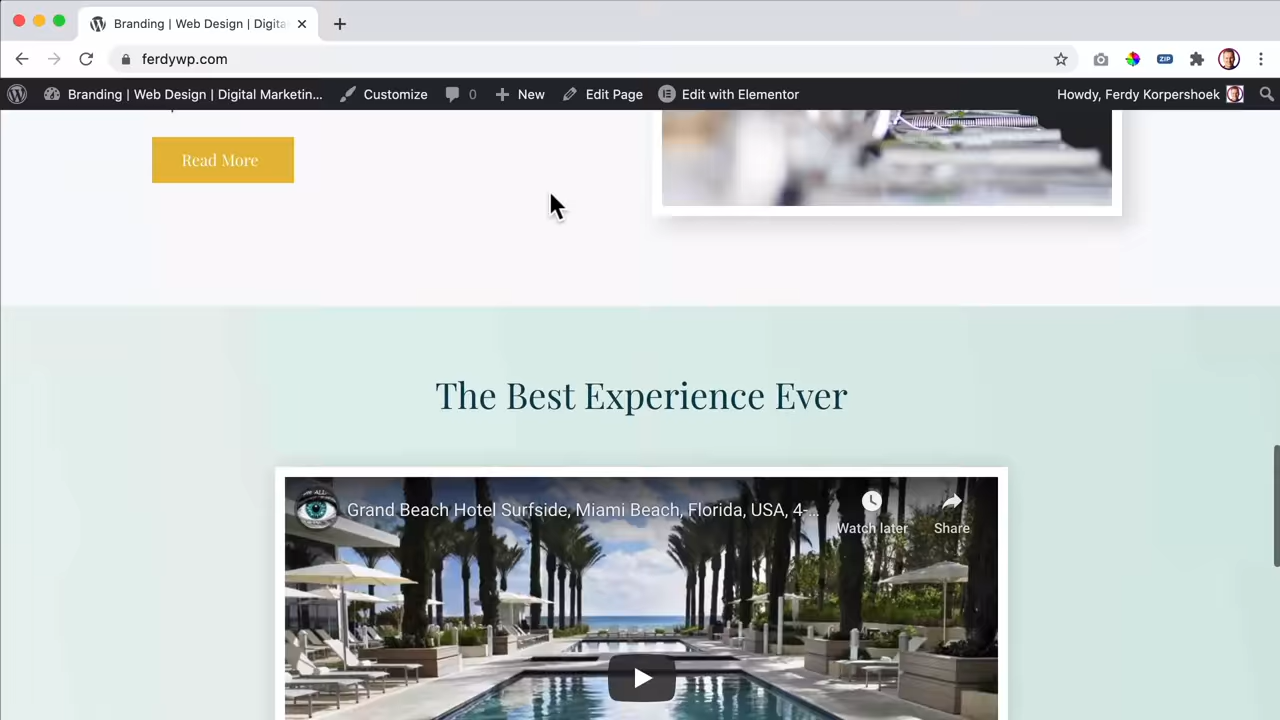 Branding | Web Design | Digita
ferdywp.com
ZIP
Branding | Web Design | Digital Marketin... Customize 0 New Edit Page Edit with Elementor Howdy, Ferdy Korpershoek
Read More
The Best Experience Ever
Grand Beach Hotel Surfside, Miami Beach, Florida, USA, 4-...
Watch later Share